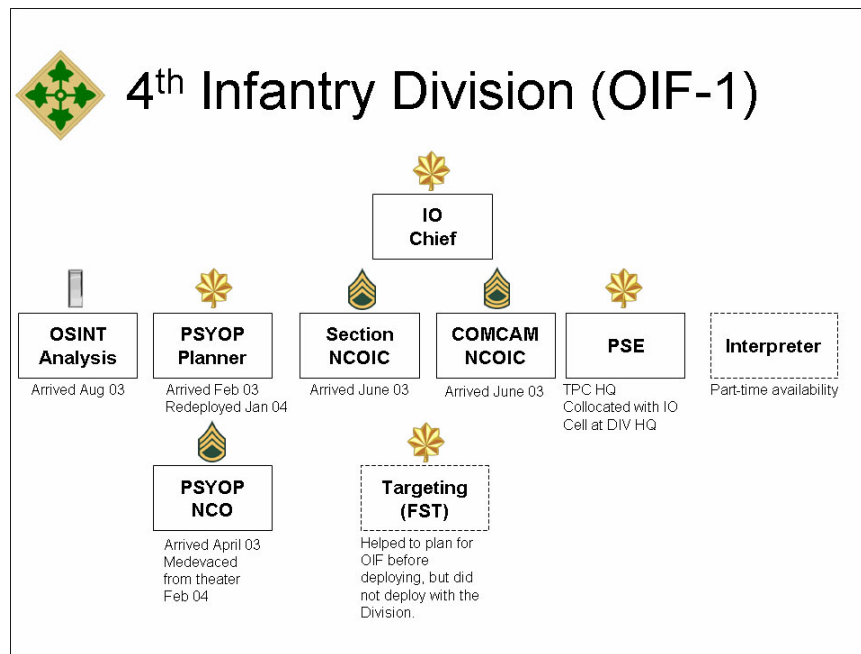 4th Infantry Division (OIF-1)
IO
Chief
OSINT
Analysis
Arrived Aug 03
PSYOP
Planner
Arrived Feb 03
Redeployed Jan 04
Section
NCOIC
Arrived June 03
COMCAM
NCOIC
Arrived June 03
PSE
TPC HQ
Collocated with IO
Cell at DIV HQ
Interpreter
Part-time availability
PSYOP
NCO
Arrived April 03
Medevaced
from theater
Feb 04
Targeting
(FST)
Helped to plan for
OIF before
deploying, but did
not deploy with the
Division.